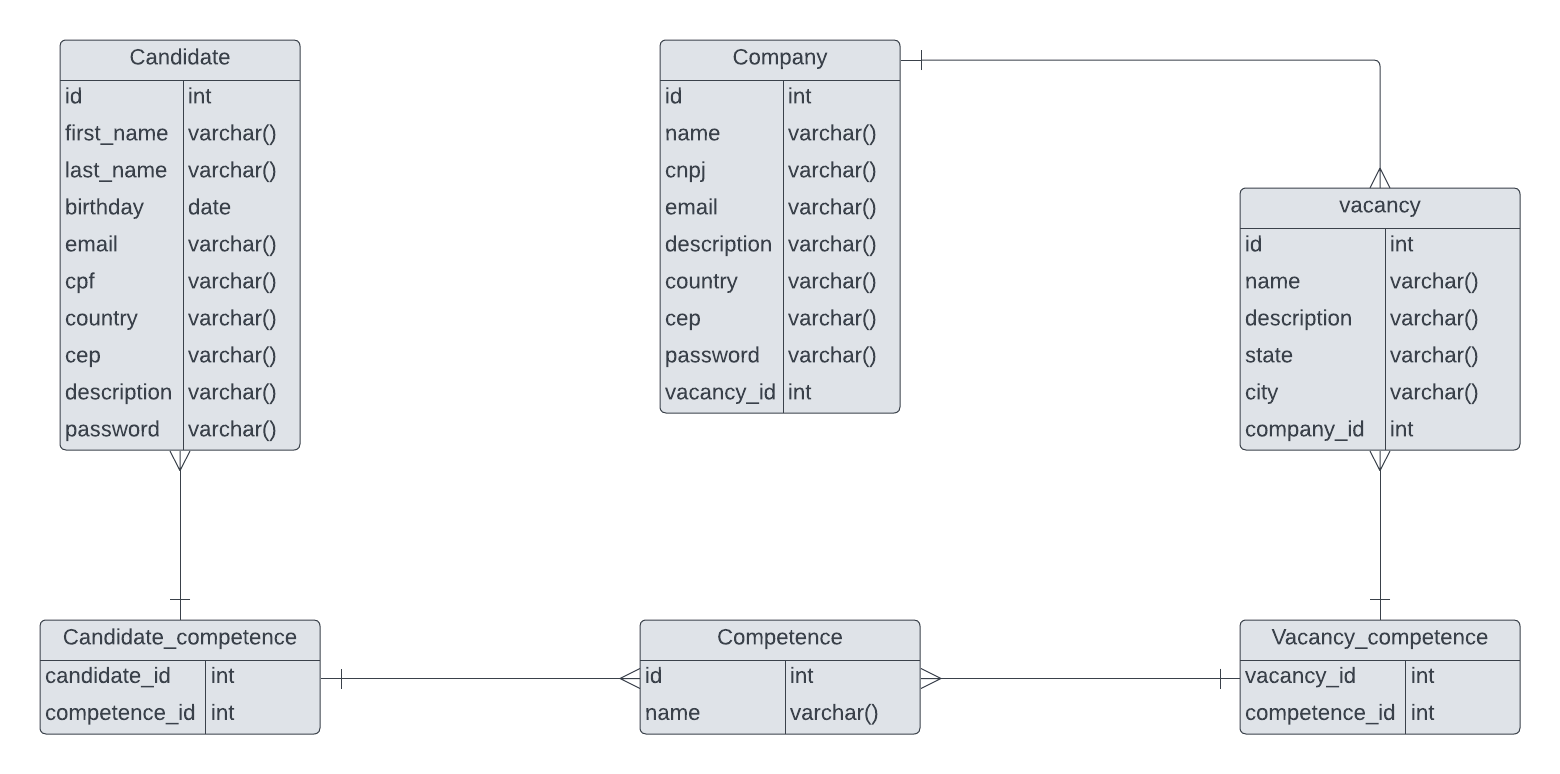 Candidate
id int
first_name varchar()
last_name varchar()
birthday date
email varchar()
cpf varchar()
country varchar()
cep varchar()
description varchar()
password varchar()
Company
id int
name varchar()
cnpj varchar()
email varchar()
description varchar()
country varchar()
cep varchar()
password varchar()
vacancy_id int
vacancy
id int
name varchar()
description varchar()
state varchar()
city varchar()
company_id int
Candidate_competence
candidate_id int
competence_id int
Competence
id int
name varchar()
Vacancy_competence
vacancy_id int
competence_id int